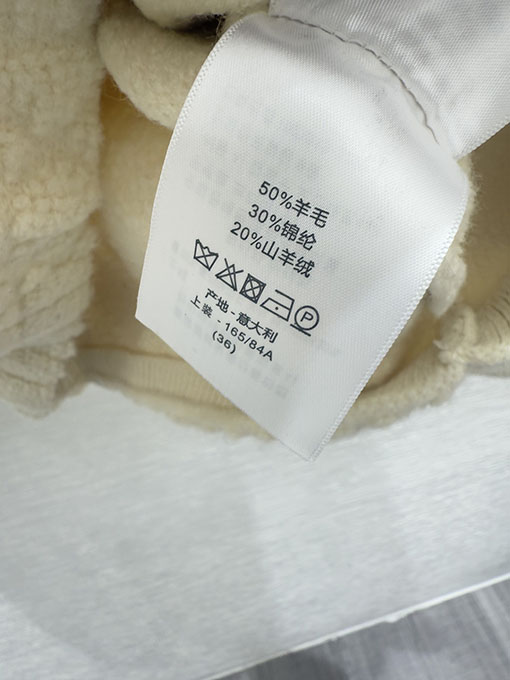 50%羊毛
30%锦纶
20%山羊绒
P
产地 - 意大利
上装 - 165/84A
(36)